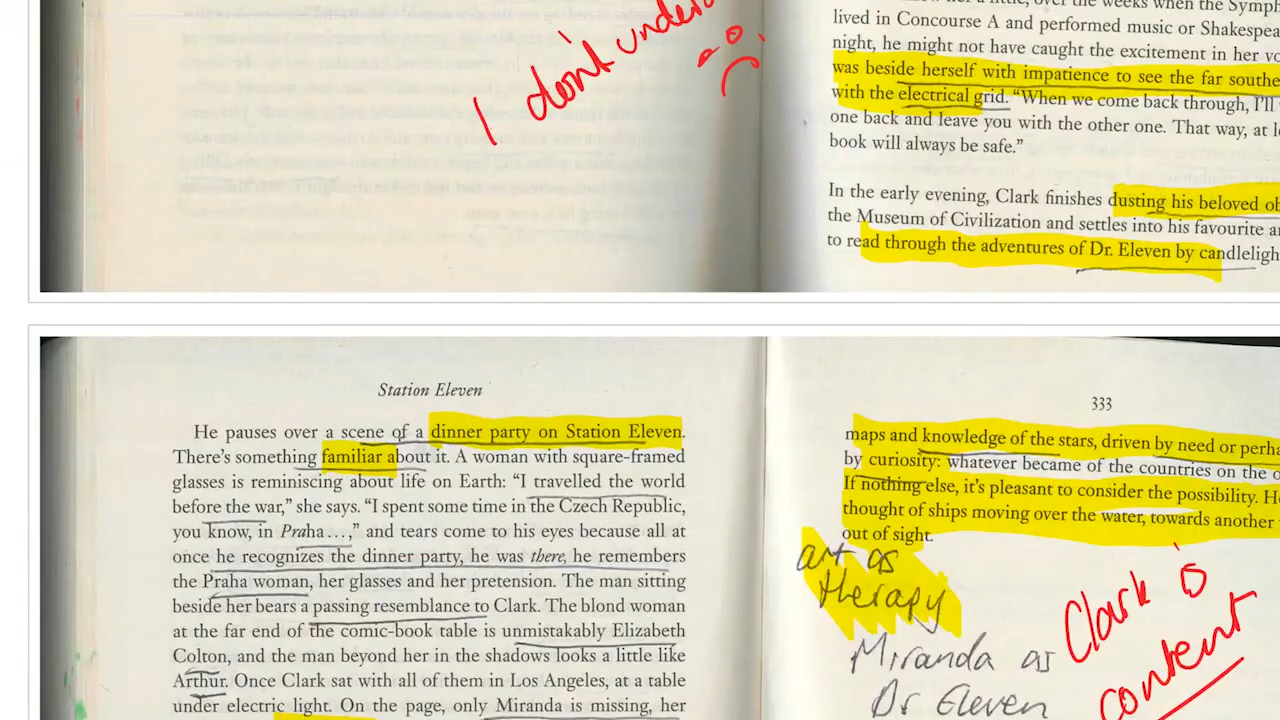 I don't
lived in Concourse A and performed music or
night, he might not have caught the excitement in her
was beside herself with impatience to see the far
with the electrical grid. “When we come back through, I'll
one back and leave you with the other one. That way, at
book will always be safe.”
In the early evening, Clark finishes dusting his beloved
the Museum of Civilization and settles into his favourite
to read through the adventures of Dr. Eleven by
Station Eleven
He pauses over a scene of a dinner party on Station Eleven.
There's something familiar about it. A woman with square-framed
glasses is reminiscing about life on Earth: “I travelled the world
before the war,” she says. “I spent some time in the Czech Republic,
you know, in Praha…,” and tears come to his eyes because all at
once he recognizes the dinner party, he was there, he remembers
the Praha woman, her glasses and her pretension. The man sitting
beside her bears a passing resemblance to Clark. The blond woman
at the far end of the comic-book table is unmistakably Elizabeth
Colton, and the man beyond her in the shadows looks a little like
Arthur. Once Clark sat with all of them in Los Angeles, at a table
under electric light. On the page, only Miranda is missing, her
333
maps and knowledge of the stars, driven by need or
by curiosity: whatever became of the countries on the
If nothing else, it's pleasant to consider the possibility.
thought of ships moving over the water, towards another
out of sight.
art as
therapy
Miranda as
Dr Eleven
Clark is
content